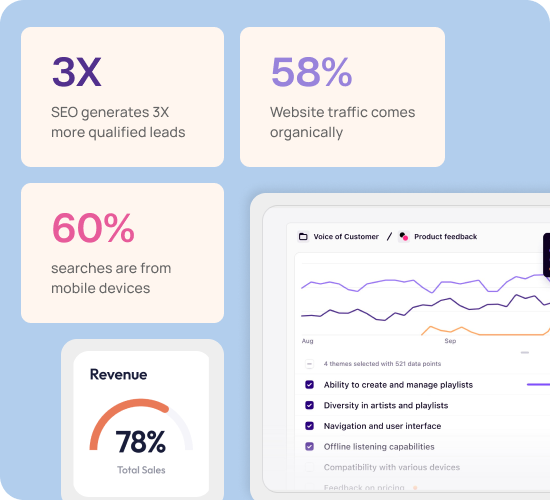 3X
SEO generates 3X
more qualified leads
58%
Website traffic comes
organically
60%
searches are from
mobile devices
Revenue
78%
Total Sales
Voice of Customer / Product feedback
Aug Sep
4 themes selected with 521 data points
Ability to create and manage playlists
Diversity in artists and playlists
Navigation and user interface
Offline listening capabilities
Compatibility with various devices
Feedback on pricing